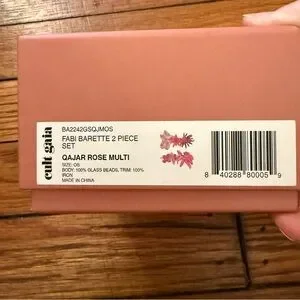 cult gaia
BA2242GSQJMOS
FABI BARETTE 2 PIECE
SET
QAJAR ROSE MULTI
SIZE: OS
BODY: 100% GLASS BEADS, TRIM: 100%
IRON
MADE IN CHINA
8 40288 80005 9